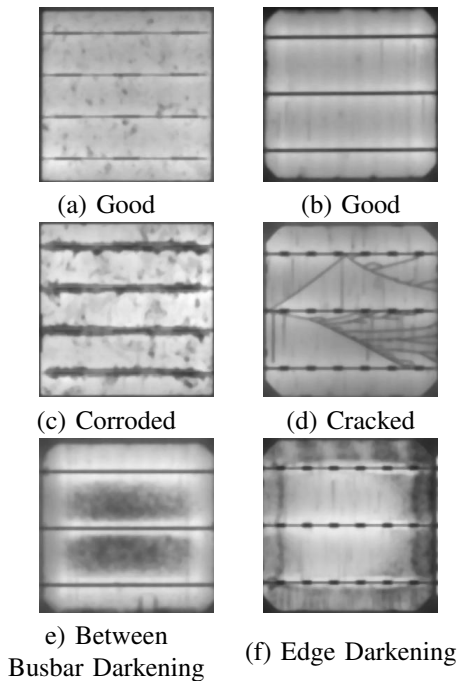 (a) Good
(b) Good
(c) Corroded
(d) Cracked
e) Between
Busbar Darkening
(f) Edge Darkening